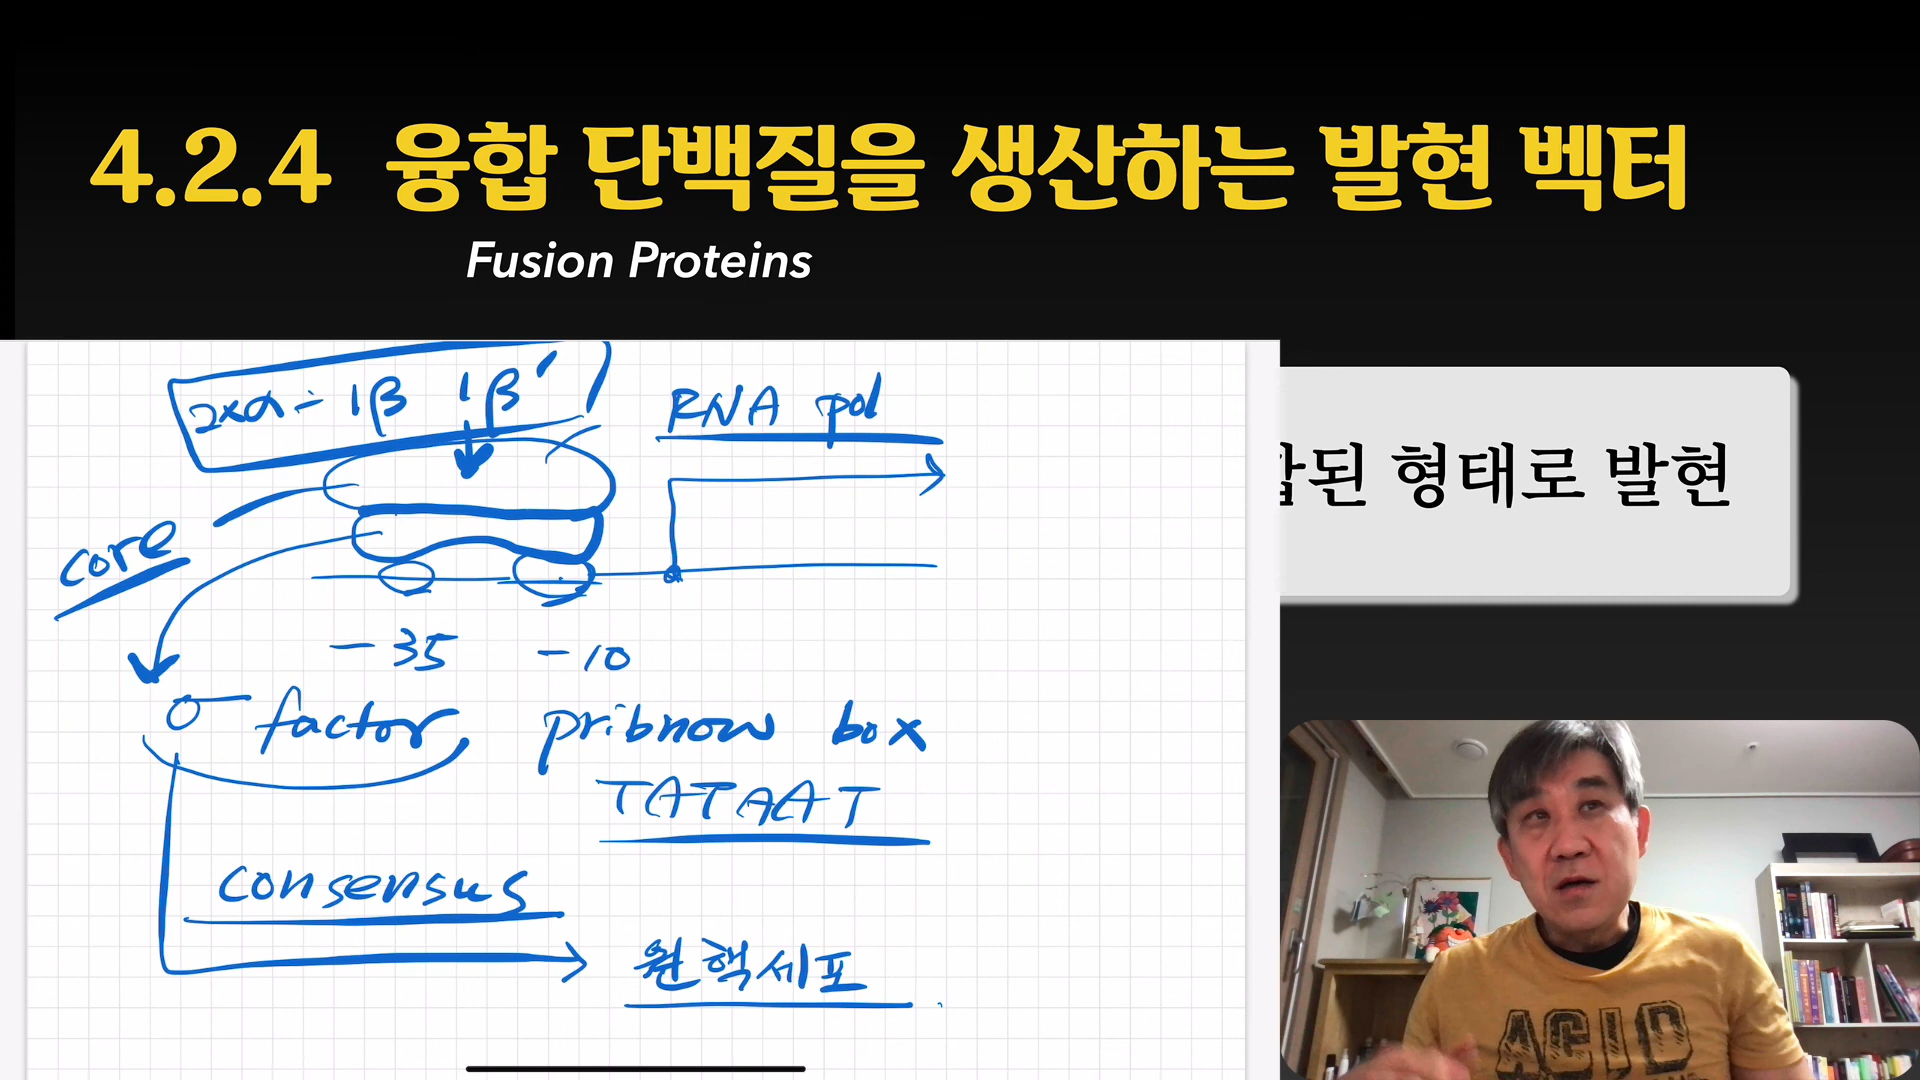 4.2.4 융합 단백질을 생산하는 발현 벡터
Fusion Proteins
2xα 1β 1β′
RNA pol
된 형태로 발현
core
-35 -10
σ factor pribnow box
TATAAT
consensus
원핵세포
ACID